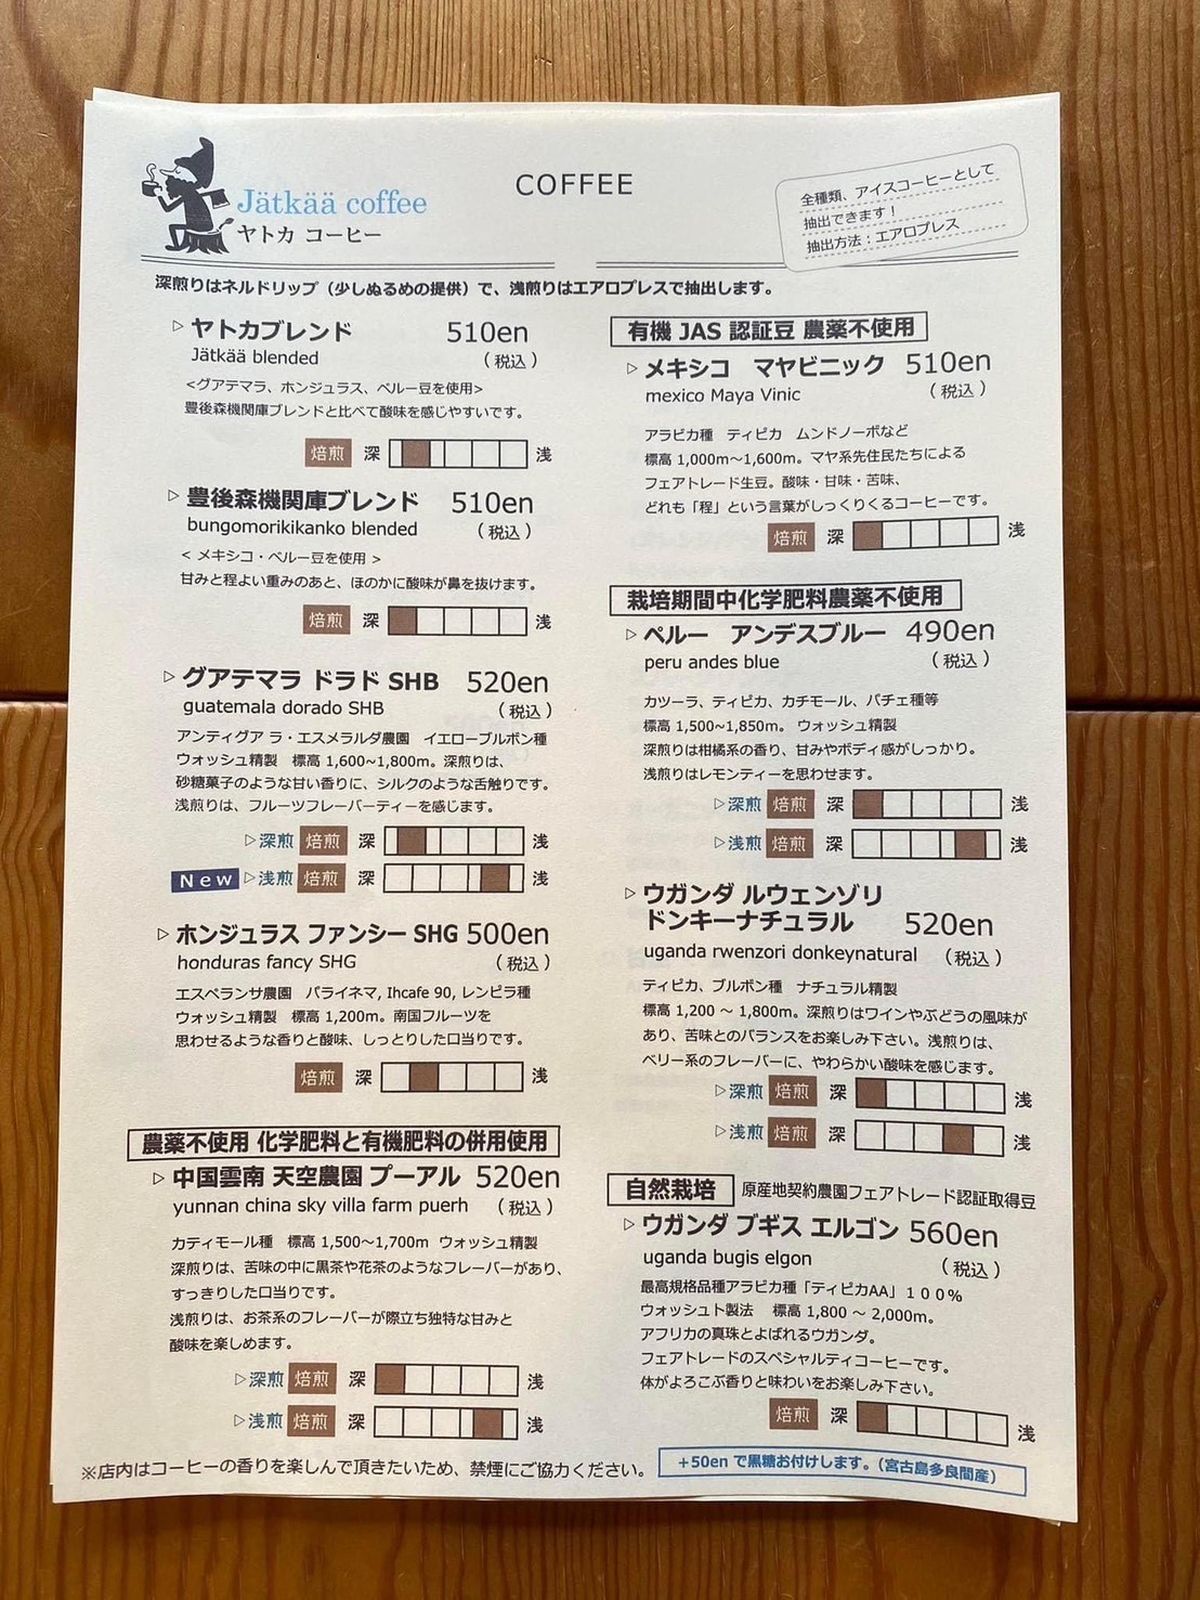 Jätkää coffee
ヤトカ コーヒー
COFFEE
全種類、アイスコーヒーとして
抽出できます！
抽出方法：エアロプレス
深煎りはネルドリップ（少しぬるめの提供）で、浅煎りはエアロプレスで抽出します。
▷ ヤトカブレンド 510en
Jätkää blended （税込）
<グアテマラ、ホンジュラス、ペルー豆を使用>
豊後森機関庫ブレンドと比べて酸味を感じやすいです。
焙煎 深 浅
▷ 豊後森機関庫ブレンド 510en
bungomorikikanko blended （税込）
< メキシコ・ペルー豆を使用 >
甘みと程よい重みのあと、ほのかに酸味が鼻を抜けます。
焙煎 深 浅
▷ グアテマラ ドラド SHB 520en
guatemala dorado SHB （税込）
アンティグア ラ・エスメラルダ農園　イエローブルボン種
ウォッシュ精製　標高 1,600~1,800m。深煎りは、
砂糖菓子のような甘い香りに、シルクのような舌触りです。
浅煎りは、フルーツフレーバーティーを感じます。
▷深煎 焙煎 深 浅
New ▷浅煎 焙煎 深 浅
▷ ホンジュラス ファンシー SHG 500en
honduras fancy SHG （税込）
エスペランサ農園　パライネマ, Ihcafe 90, レンピラ種
ウォッシュ精製　標高 1,200m。南国フルーツを
思わせるような香りと酸味、しっとりした口当りです。
焙煎 深 浅
農薬不使用 化学肥料と有機肥料の併用使用
▷ 中国雲南 天空農園 プーアル 520en
yunnan china sky villa farm puerh （税込）
カティモール種　標高 1,500～1,700m ウォッシュ精製
深煎りは、苦味の中に黒茶や花茶のようなフレーバーがあり、
すっきりした口当りです。
浅煎りは、お茶系のフレーバーが際立ち独特な甘みと
酸味を楽しめます。
▷深煎 焙煎 深 浅
▷浅煎 焙煎 深 浅
有機 JAS 認証豆 農薬不使用
▷ メキシコ　マヤビニック 510en
mexico Maya Vinic （税込）
アラビカ種　ティピカ　ムンドノーボなど
標高 1,000m～1,600m。マヤ系先住民たちによる
フェアトレード生豆。酸味・甘味・苦味、
どれも「程」という言葉がしっくりくるコーヒーです。
焙煎 深 浅
栽培期間中化学肥料農薬不使用
▷ ペルー　アンデスブルー 490en
peru andes blue （税込）
カツーラ、ティピカ、カチモール、パチェ種等
標高 1,500~1,850m。 ウォッシュ精製
深煎りは柑橘系の香り、甘みやボディ感がしっかり。
浅煎りはレモンティーを思わせます。
▷深煎 焙煎 深 浅
▷浅煎 焙煎 深 浅
▷ ウガンダ ルウェンゾリ
ドンキーナチュラル 520en
uganda rwenzori donkeynatural （税込）
ティピカ、ブルボン種　ナチュラル精製
標高 1,200 ～ 1,800m。深煎りはワインやぶどうの風味が
あり、苦味とのバランスをお楽しみ下さい。浅煎りは、
ベリー系のフレーバーに、やわらかい酸味を感じます。
▷深煎 焙煎 深 浅
▷浅煎 焙煎 深 浅
自然栽培 原産地契約農園フェアトレード認証取得豆
▷ ウガンダ ブギス エルゴン 560en
uganda bugis elgon （税込）
最高規格品種アラビカ種「ティピカAA」１００％
ウォッシュト製法　標高 1,800 ～ 2,000m。
アフリカの真珠とよばれるウガンダ。
フェアトレードのスペシャルティコーヒーです。
体がよろこぶ香りと味わいをお楽しみ下さい。
焙煎 深 浅
※店内はコーヒーの香りを楽しんで頂きたいため、禁煙にご協力ください。
+50en で黒糖お付けします。（宮古島多良間産）